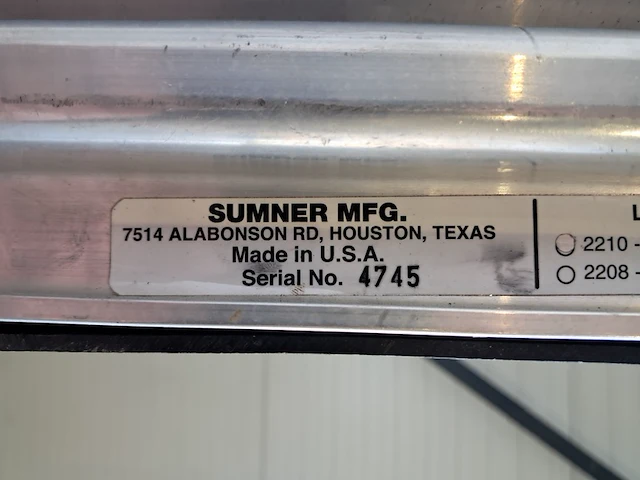 SUMNER MFG.
7514 ALABONSON RD, HOUSTON, TEXAS
Made in U.S.A.
Serial No. 4745
L
2210 -
2208 -